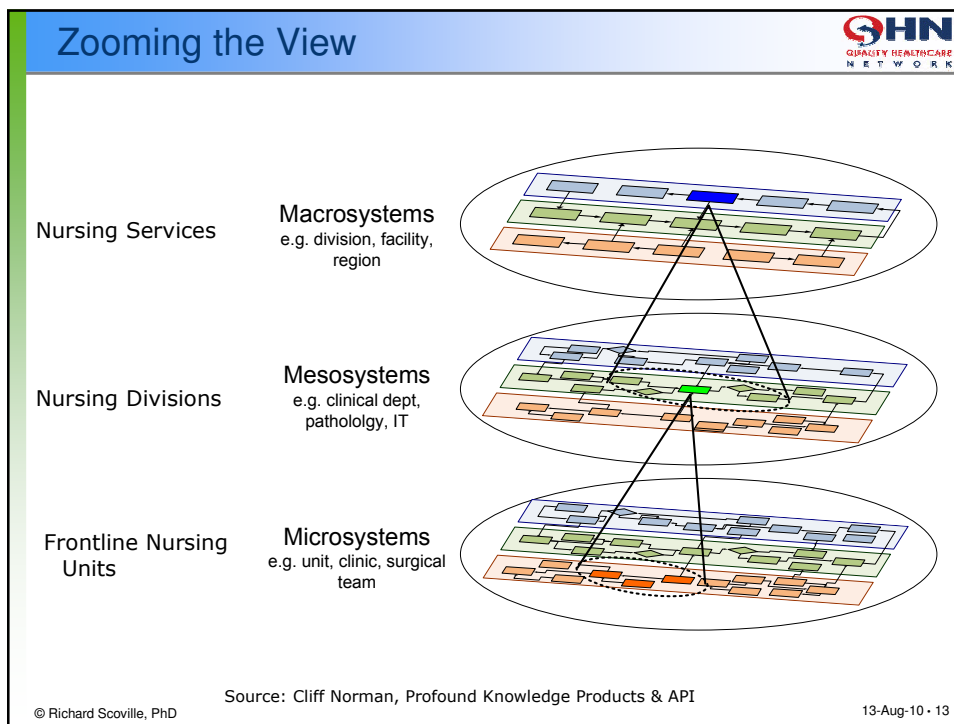 Zooming the View
QHN
QUALITY HEALTHCARE
NETWORK
Nursing Services
Macrosystems
e.g. division, facility,
region
Nursing Divisions
Mesosystems
e.g. clinical dept,
pathololgy, IT
Frontline Nursing
Units
Microsystems
e.g. unit, clinic, surgical
team
Source: Cliff Norman, Profound Knowledge Products & API
© Richard Scoville, PhD
13-Aug-10 • 13